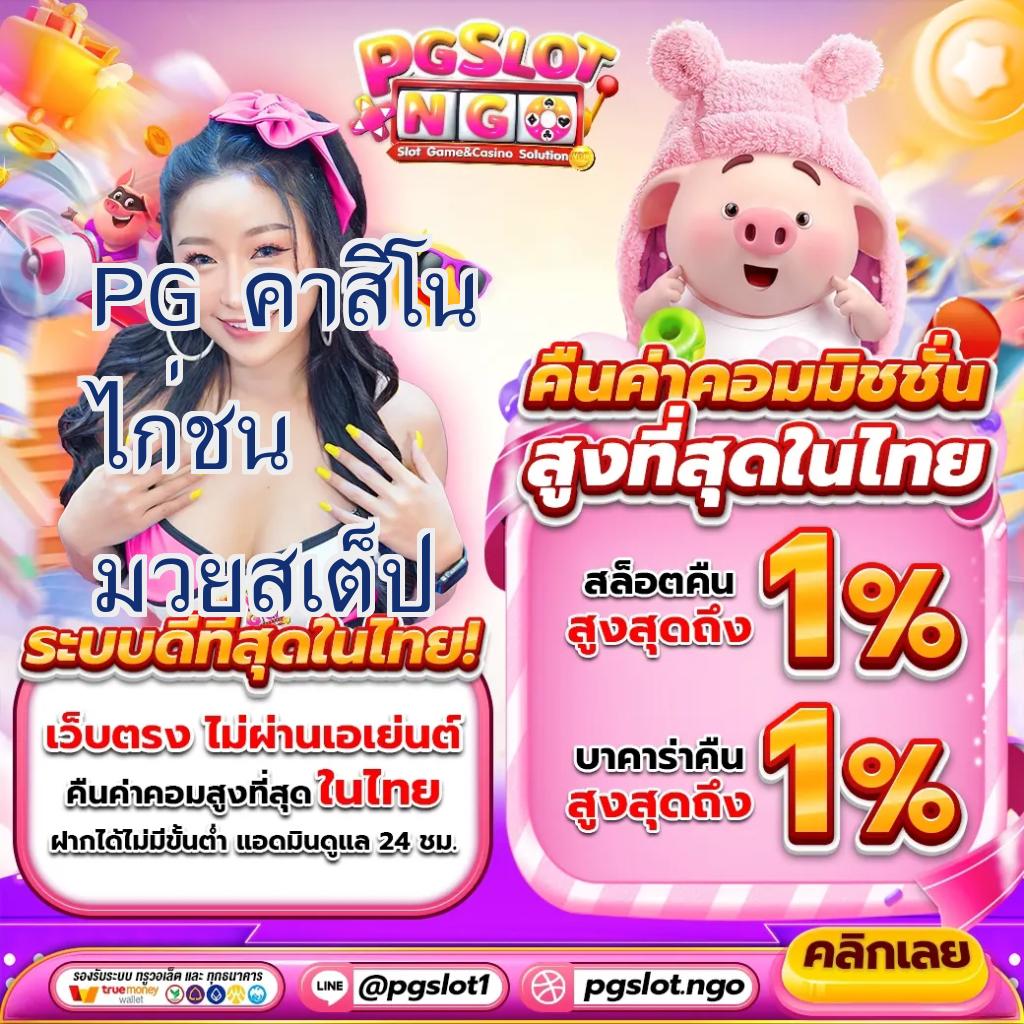 PGSLOT
NGO
Slot Game&Casino Solution
PG คาสิโน
ไก่ชน
มวยสเต็ป
ระบบดีที่สุดในไทย!
เว็บตรง ไม่ผ่านเอเย่นต์
คืนค่าคอมสูงที่สุดในไทย
ฝากได้ไม่มีขั้นต่ำ แอดมินดูแล 24 ชม.
คืนค่าคอมมิชชั่น
สูงที่สุดในไทย
สล็อตคืน
สูงสุดถึง
1%
บาคาร่าคืน
สูงสุดถึง
1%
คลิกเลย
รองรับระบบ ทรูวอเล็ต และ ทุกธนาคาร
truemoney
wallet
LINE @pgslot1
pgslot.ngo